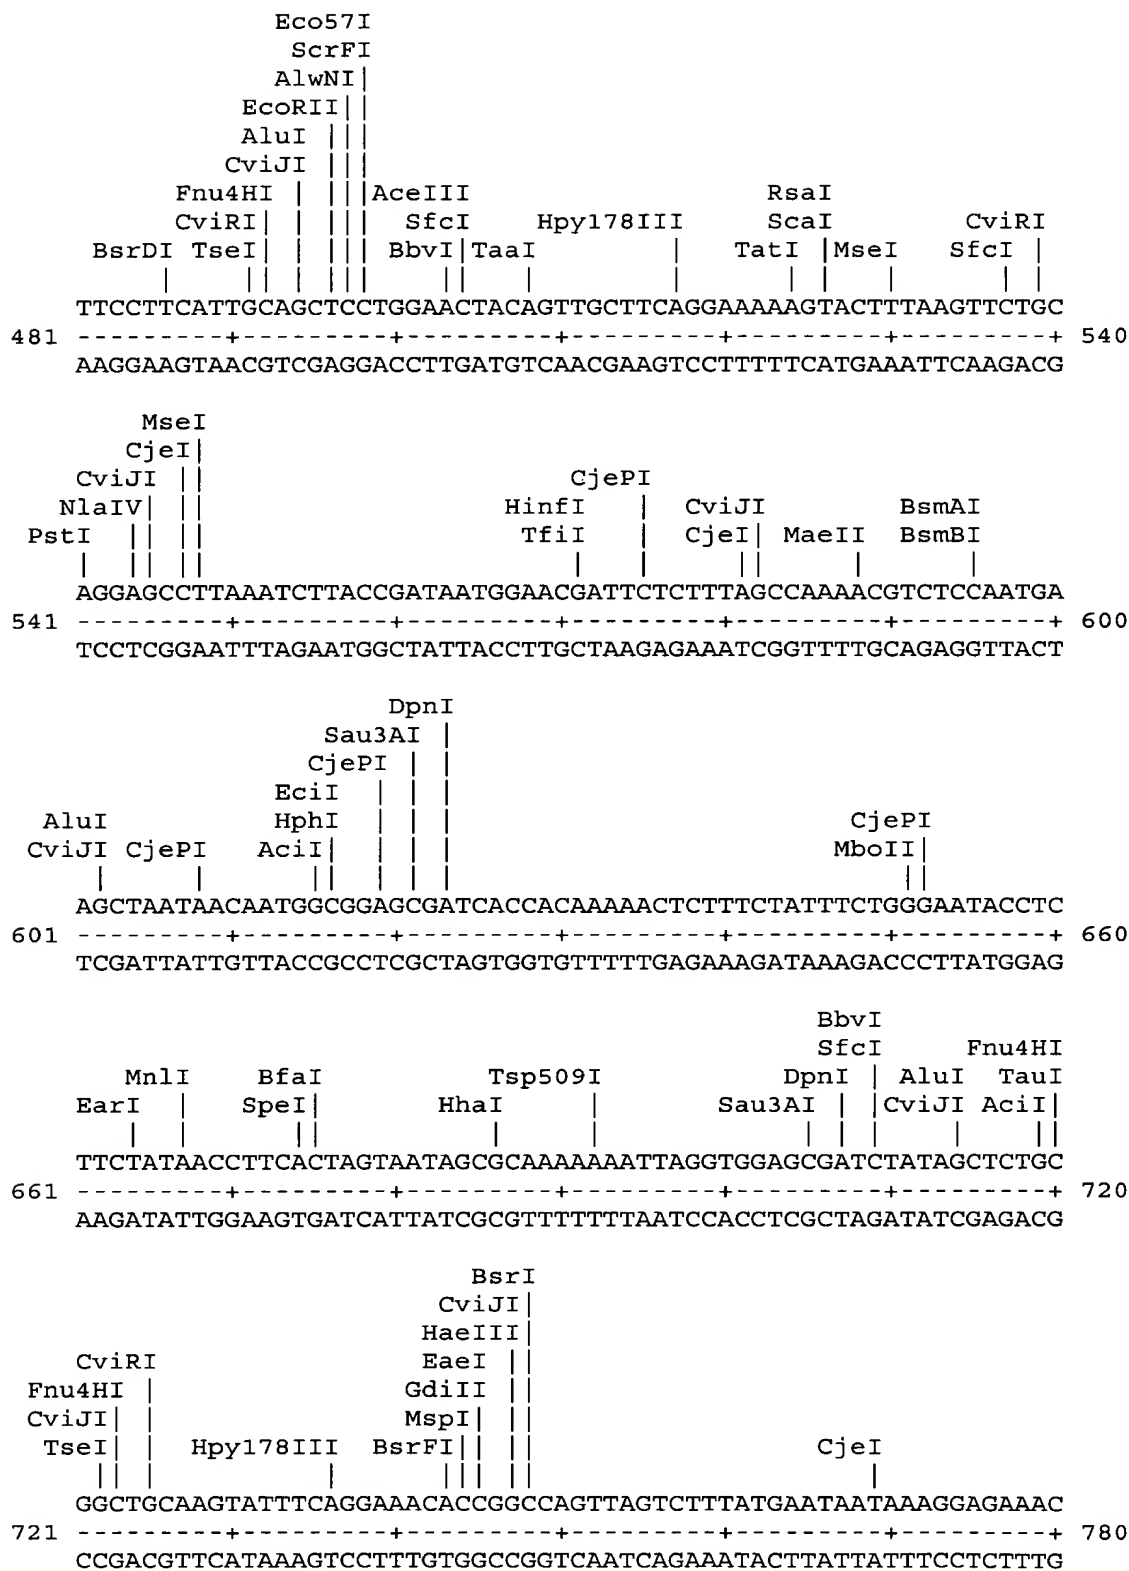 Eco57I
ScrFI
AlwNI
EcoRII
AluI
CviJI
Fnu4HI AceIII RsaI
CviRI SfcI Hpy178III ScaI CviRI
BsrDI TseI BbvI TaaI TatI MseI SfcI
TTCCTTCATTGCAGCTCCTGGAACTACAGTTGCTTCAGGAAAAAGTACTTTAAGTTCTGC
481 ---------+---------+---------+---------+---------+---------+ 540
AAGGAAGTAACGTCGAGGACCTTGATGTCAACGAAGTCCTTTTTCATGAAATTCAAGACG
MseI
CjeI
CviJI CjePI
NlaIV HinfI CviJI BsmAI
PstI TfiI CjeI MaeII BsmBI
AGGAGCCTTAAATCTTACCGATAATGGAACGATTCTCTTTAGCCAAAACGTCTCCAATGA
541 ---------+---------+---------+---------+---------+---------+ 600
TCCTCGGAATTTAGAATGGCTATTACCTTGCTAAGAGAAATCGGTTTTGCAGAGGTTACT
DpnI
Sau3AI
CjePI
EciI
AluI HphI CjePI
CviJI CjePI AciI MboII
AGCTAATAACAATGGCGGAGCGATCACCACAAAAACTCTTTCTATTTCTGGGAATACCTC
601 ---------+---------+---------+---------+---------+---------+ 660
TCGATTATTGTTACCGCCTCGCTAGTGGTGTTTTTGAGAAAGATAAAGACCCTTATGGAG
BbvI
SfcI Fnu4HI
MnlI BfaI Tsp509I DpnI AluI TauI
EarI SpeI HhaI Sau3AI CviJI AciI
TTCTATAACCTTCACTAGTAATAGCGCAAAAAAATTAGGTGGAGCGATCTATAGCTCTGC
661 ---------+---------+---------+---------+---------+---------+ 720
AAGATATTGGAAGTGATCATTATCGCGTTTTTTTAATCCACCTCGCTAGATATCGAGACG
BsrI
CviJI
HaeIII
CviRI EaeI
Fnu4HI GdiII
CviJI MspI
TseI Hpy178III BsrFI CjeI
GGCTGCAAGTATTTCAGGAAACACCGGCCAGTTAGTCTTTATGAATAATAAAGGAGAAAC
721 ---------+---------+---------+---------+---------+---------+ 780
CCGACGTTCATAAAGTCCTTTGTGGCCGGTCAATCAGAAATACTTATTATTTCCTCTTTG